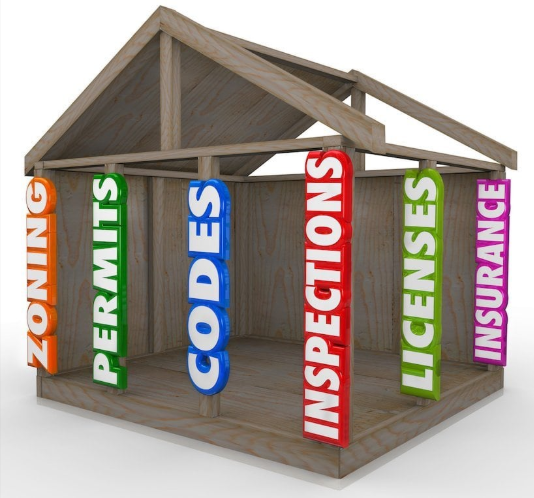 ZONING
PERMITS
CODES
INSPECTIONS
LICENSES
INSURANCE